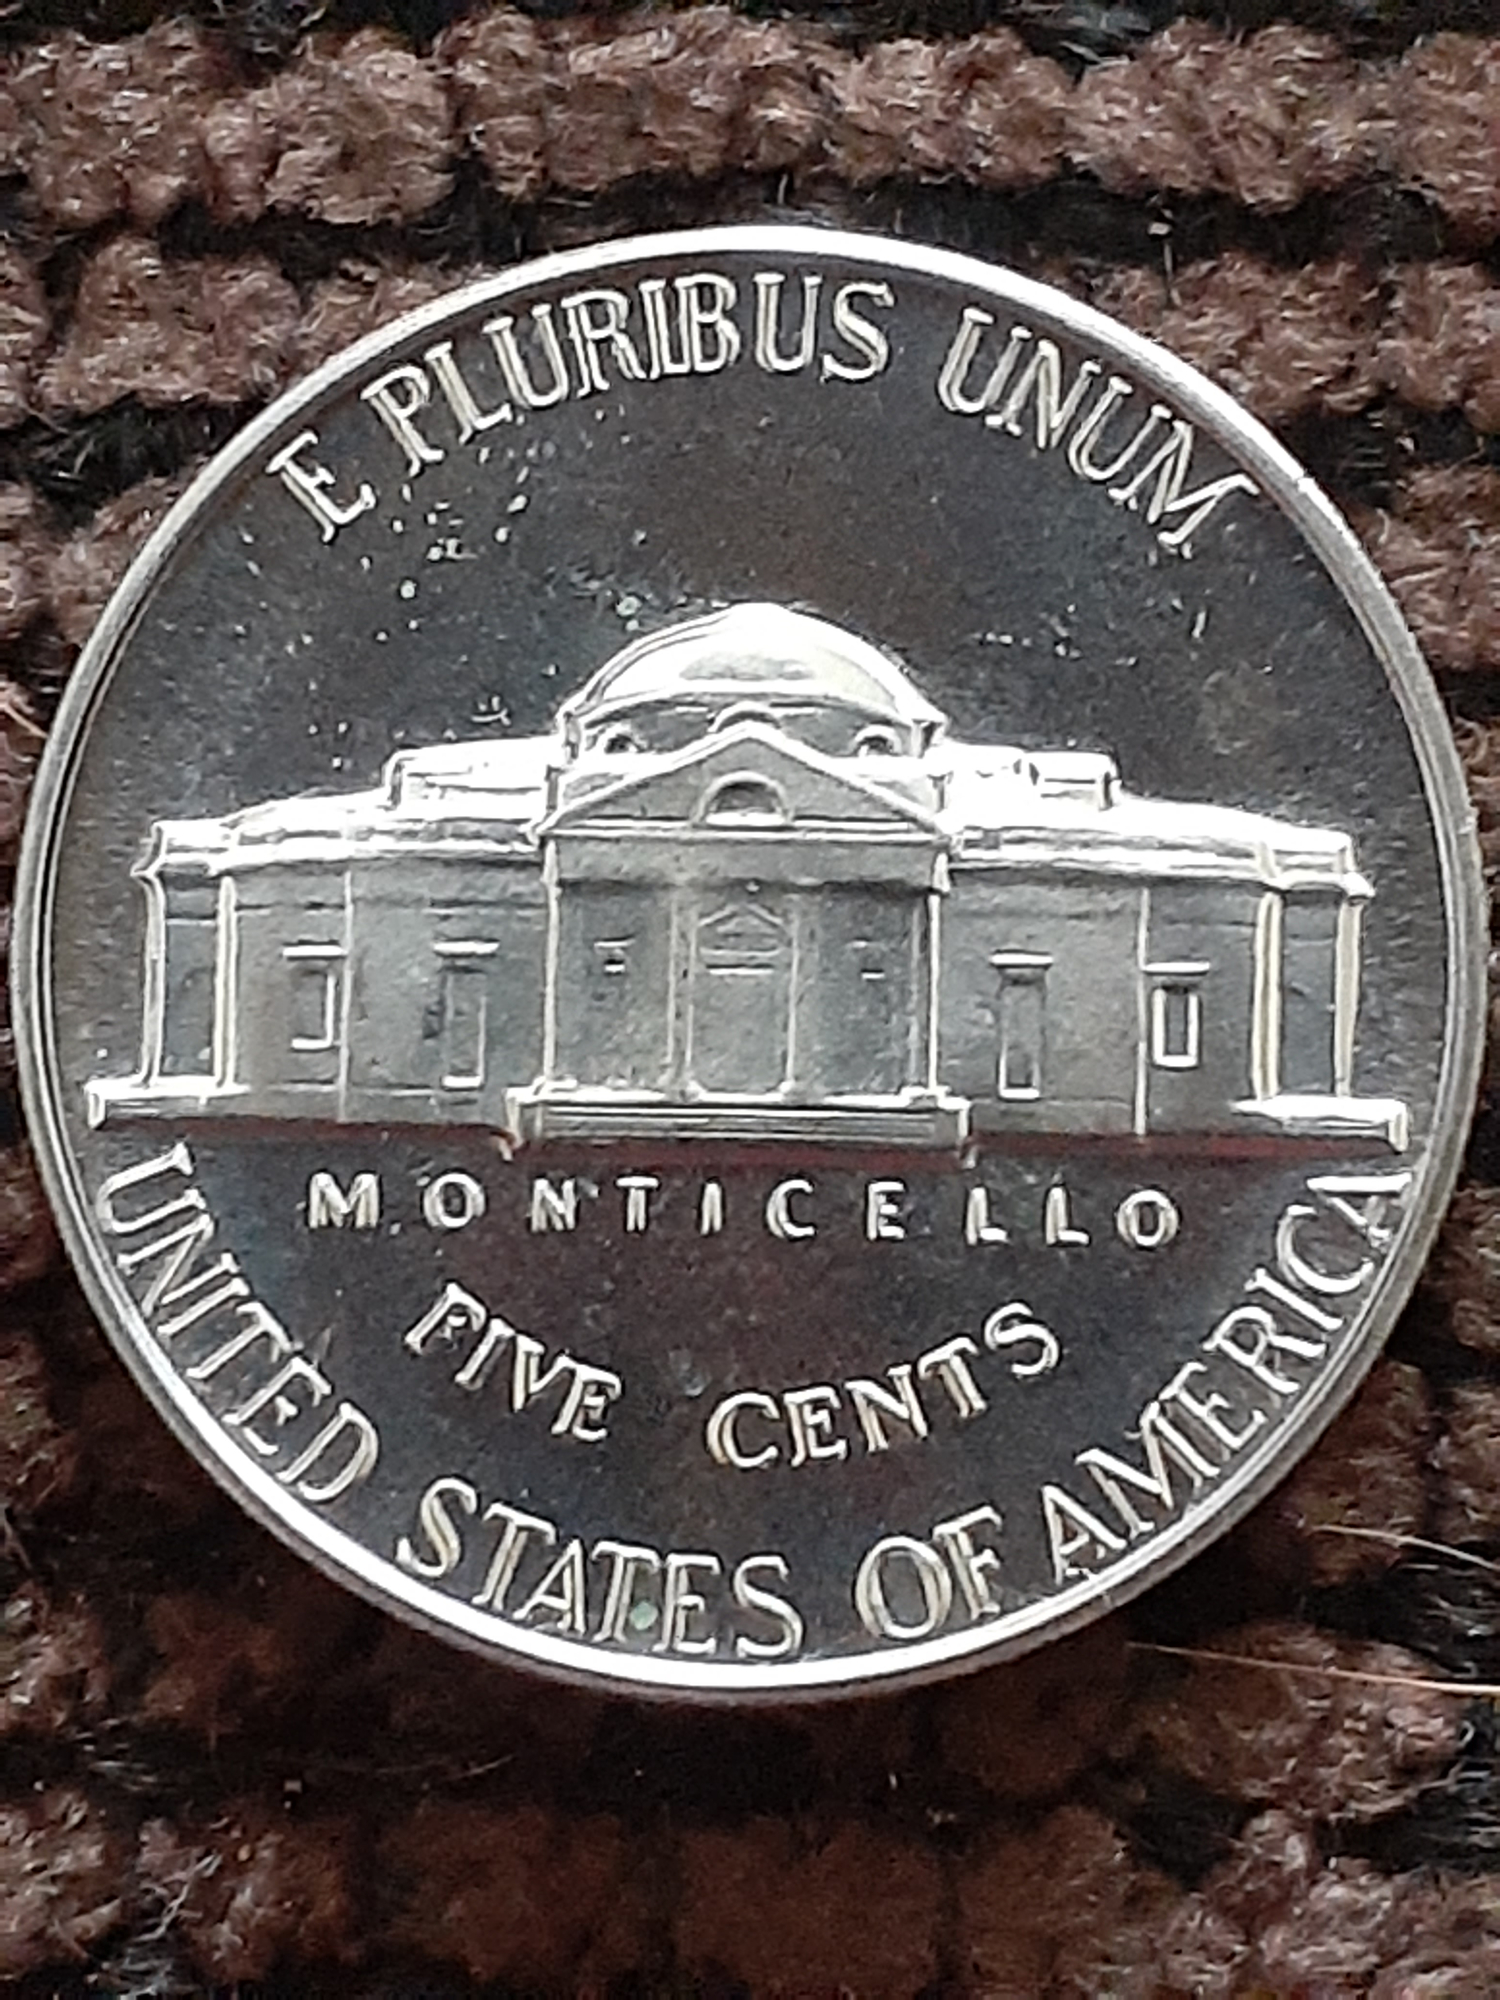 E PLURIBUS UNUM
MONTICELLO
FIVE CENTS
UNITED STATES OF AMERICA